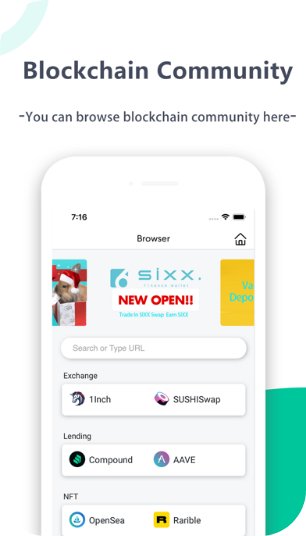 Blockchain Community
-You can browse blockchain community here-
7:16
Browser
sixx.
finance wallet
NEW OPEN!!
Trade in SIXX Swap Earn SIXX
Va
Depu
Search or Type URL
Exchange
1Inch SUSHISwap
Lending
Compound AAVE
NFT
OpenSea Rarible